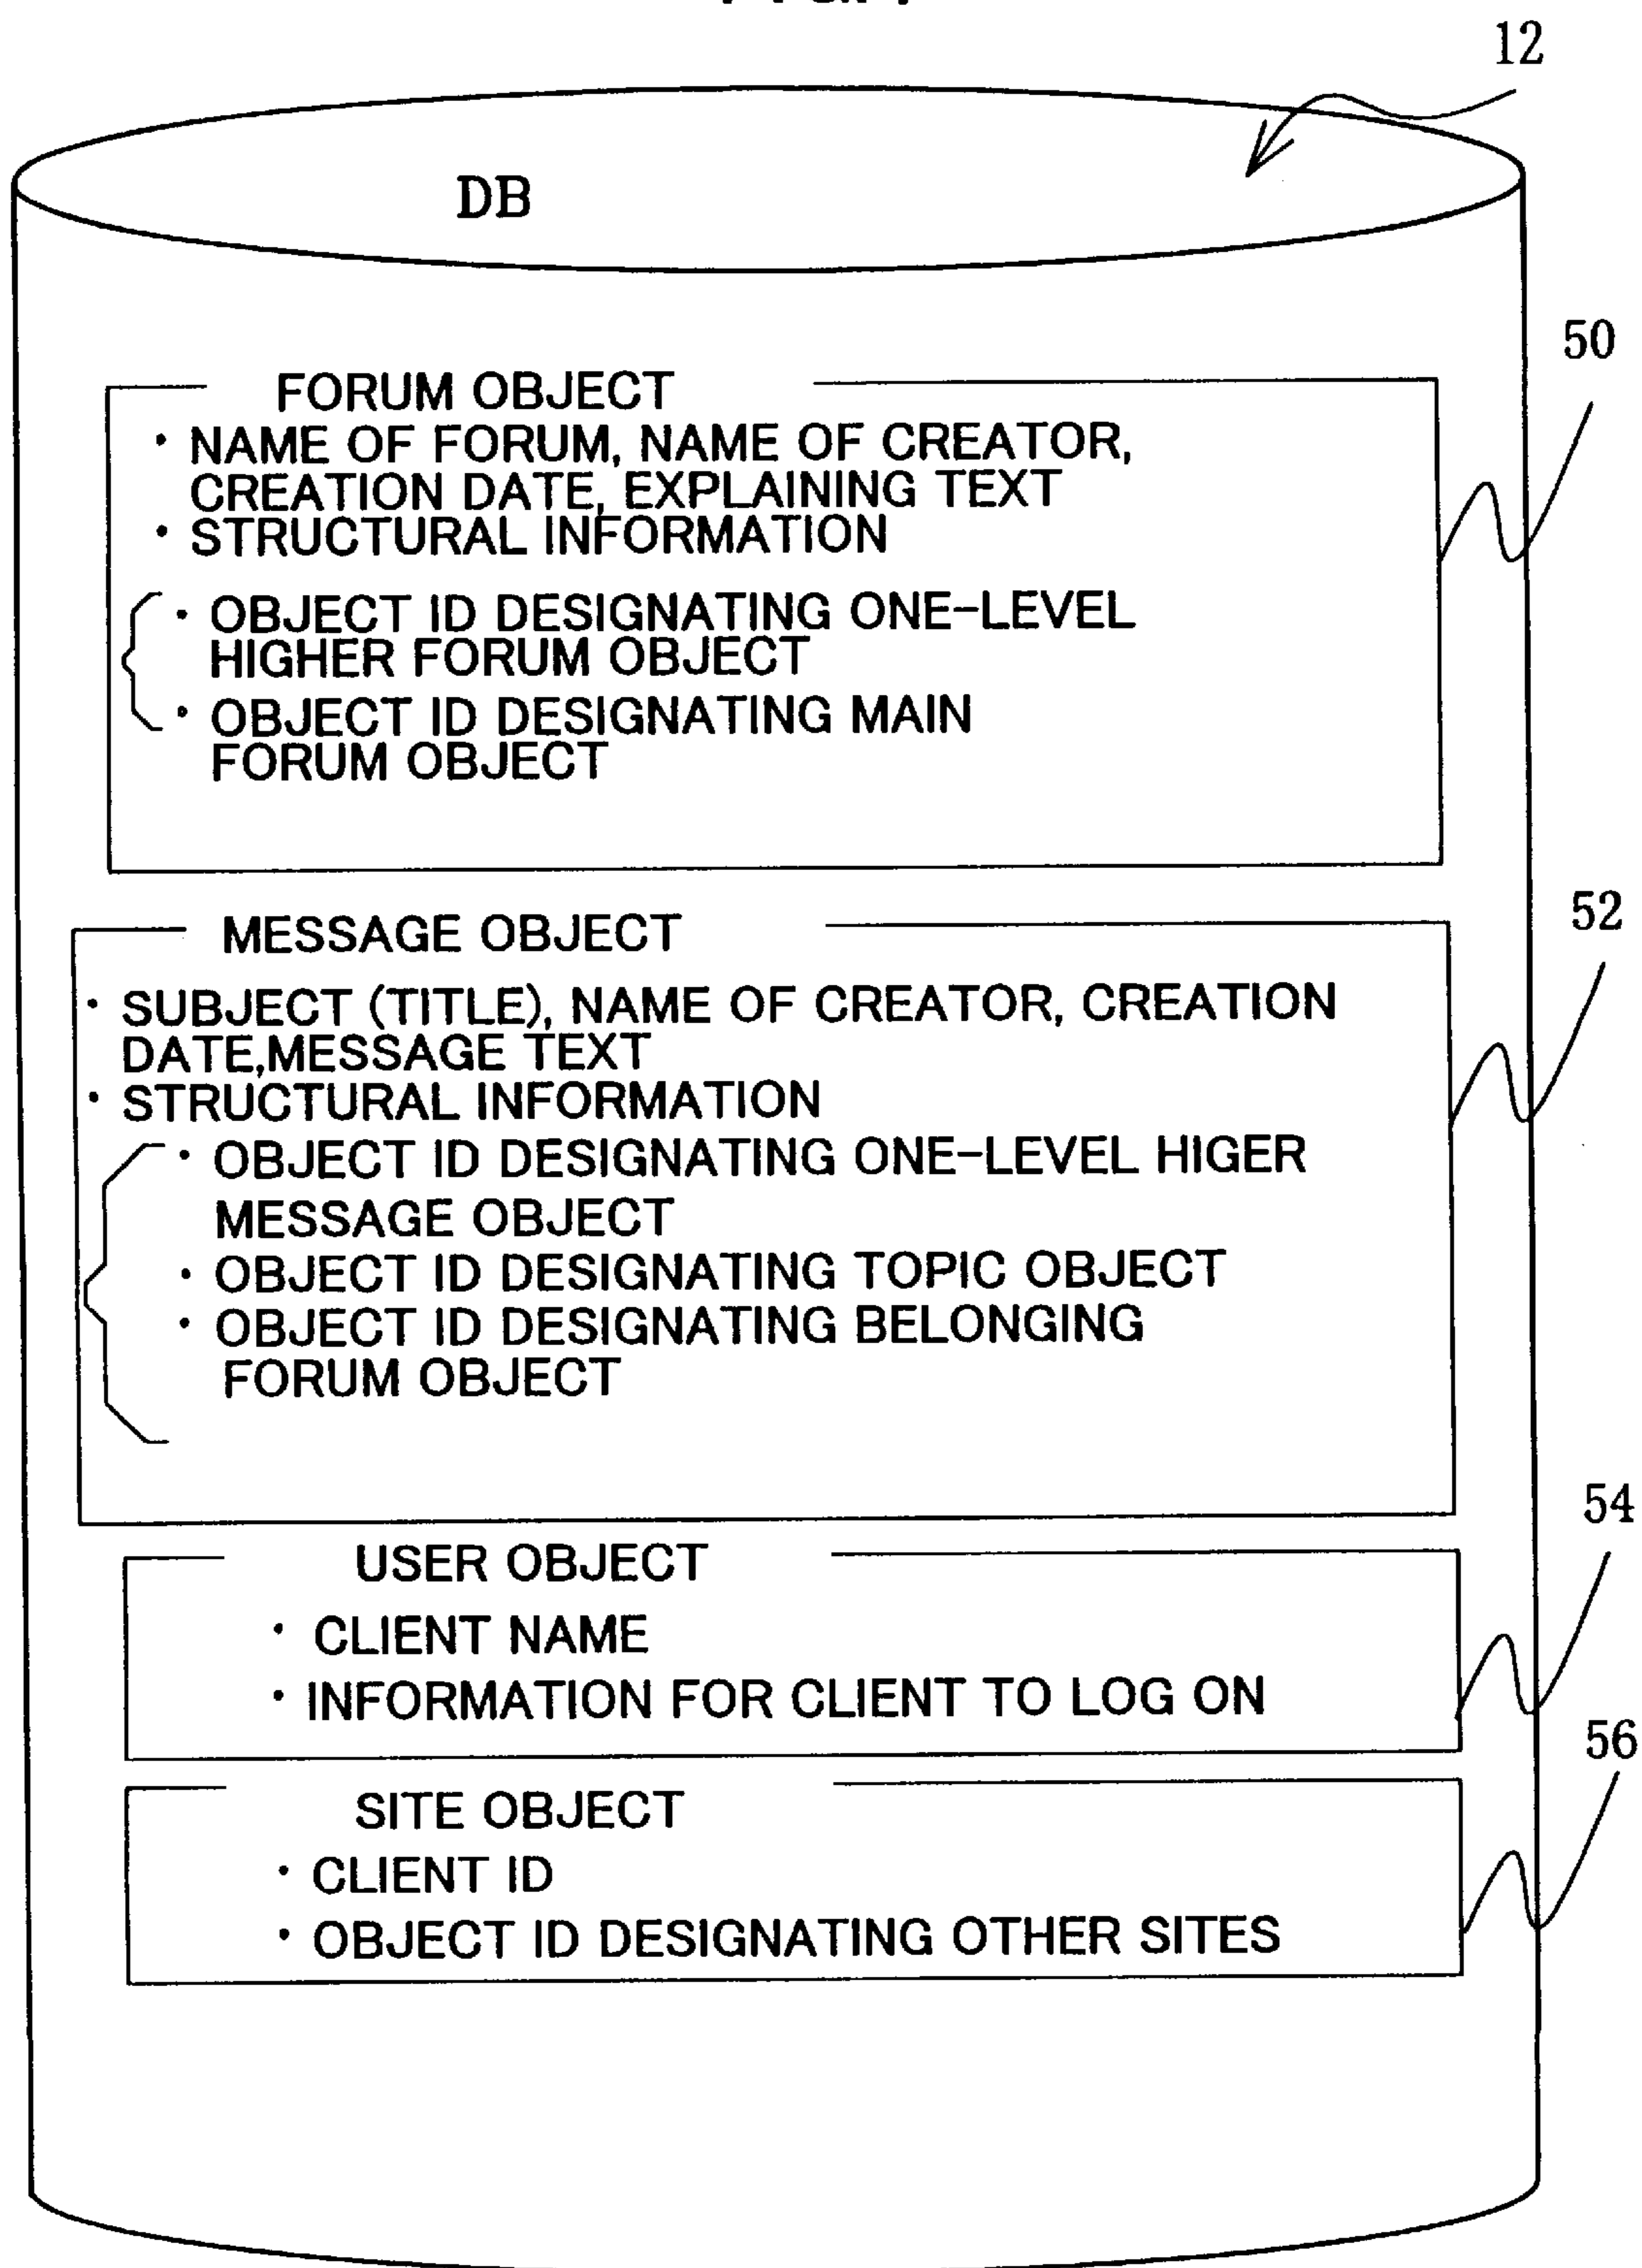 12
DB
50
FORUM OBJECT
・NAME OF FORUM, NAME OF CREATOR,
CREATION DATE, EXPLAINING TEXT
・STRUCTURAL INFORMATION
・OBJECT ID DESIGNATING ONE-LEVEL
HIGHER FORUM OBJECT
・OBJECT ID DESIGNATING MAIN
FORUM OBJECT
52
MESSAGE OBJECT
・SUBJECT (TITLE), NAME OF CREATOR, CREATION
DATE,MESSAGE TEXT
・STRUCTURAL INFORMATION
・OBJECT ID DESIGNATING ONE-LEVEL HIGER
MESSAGE OBJECT
・OBJECT ID DESIGNATING TOPIC OBJECT
・OBJECT ID DESIGNATING BELONGING
FORUM OBJECT
54
USER OBJECT
・CLIENT NAME
・INFORMATION FOR CLIENT TO LOG ON
56
SITE OBJECT
・CLIENT ID
・OBJECT ID DESIGNATING OTHER SITES